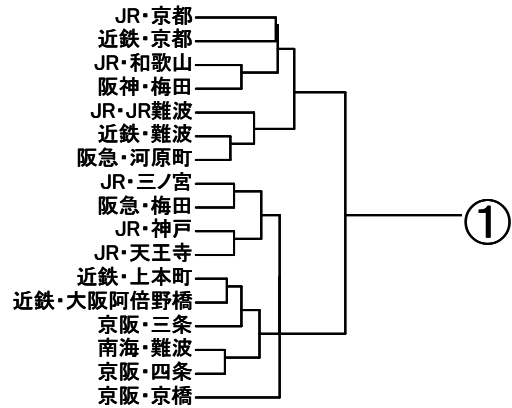 JR・京都
近鉄・京都
JR・和歌山
阪神・梅田
JR・JR難波
近鉄・難波
阪急・河原町
JR・三ノ宮
阪急・梅田
JR・神戸
JR・天王寺
近鉄・上本町
近鉄・大阪阿倍野橋
京阪・三条
南海・難波
京阪・四条
京阪・京橋
①